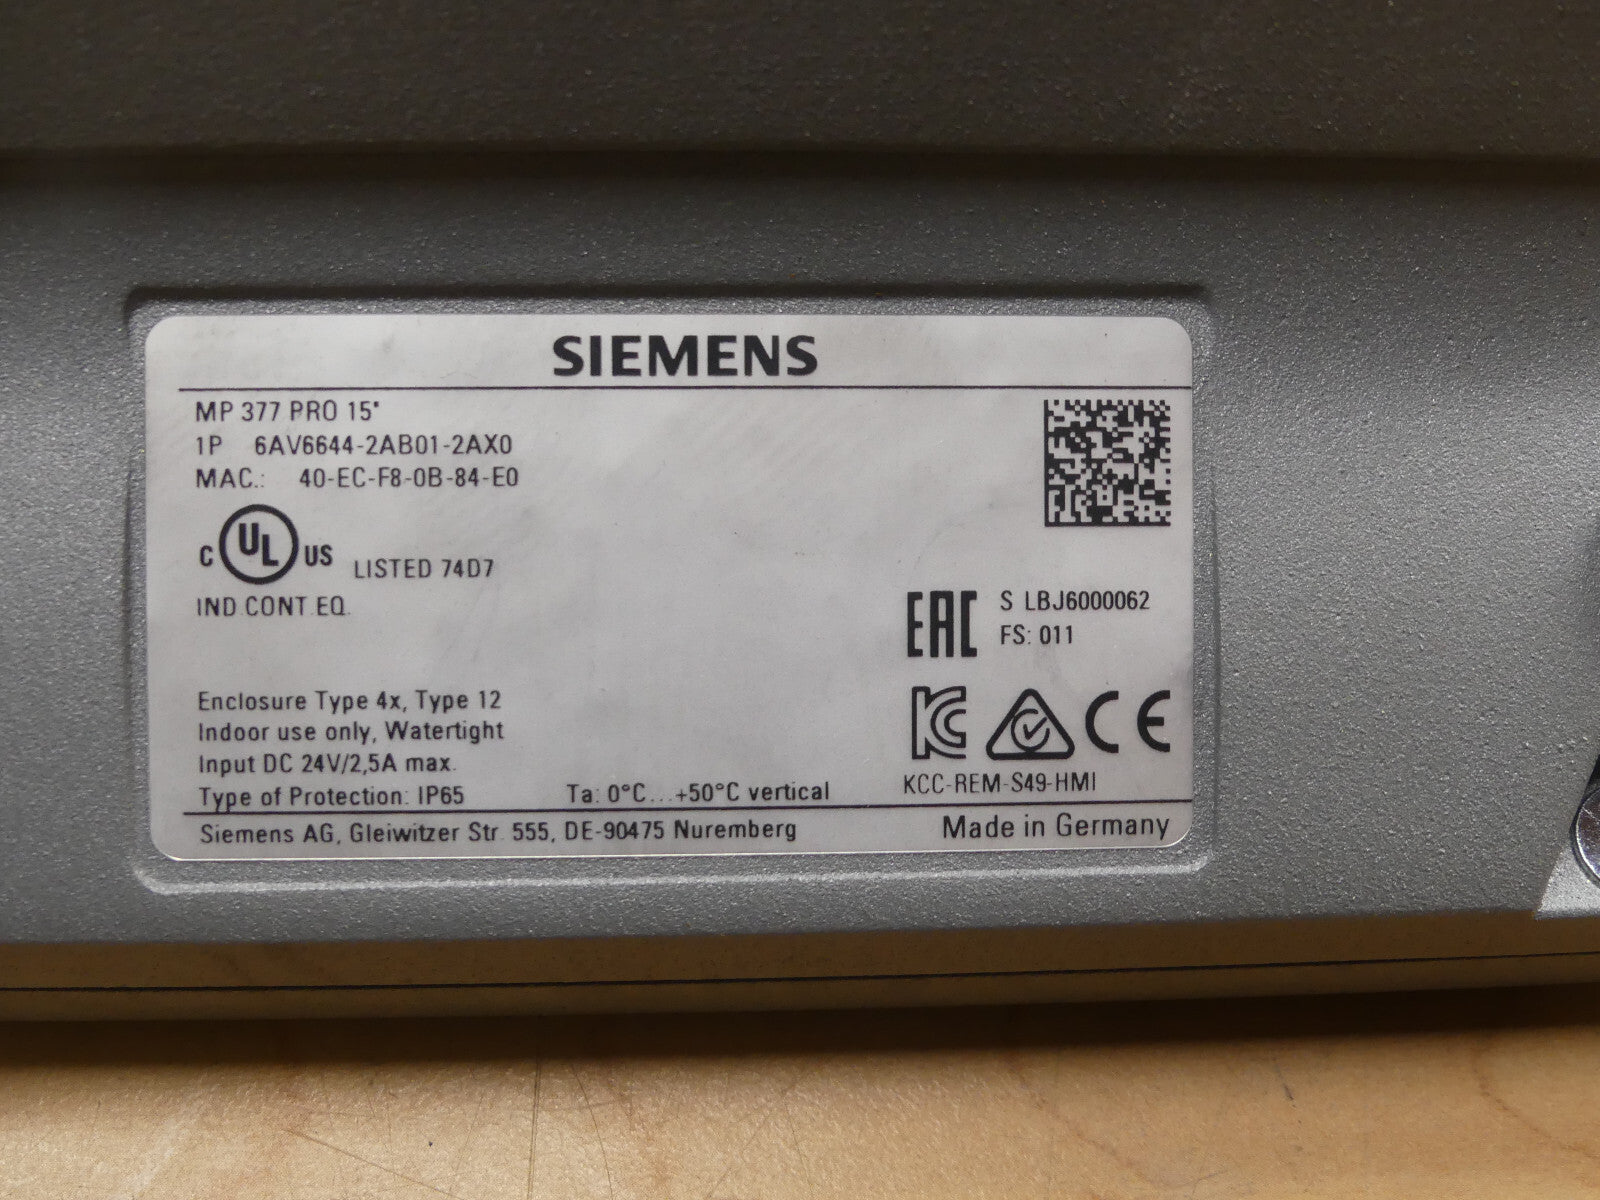 SIEMENS
MP 377 PRO 15"
1P 6AV6644-2AB01-2AX0
MAC.: 40-EC-F8-0B-84-E0
C UL US LISTED 74D7
IND.CONT.EQ.
EAC S LBJ6000062
FS: 011
Enclosure Type 4x, Type 12
Indoor use only, Watertight
Input DC 24V/2,5A max.
Type of Protection: IP65 Ta: 0°C...+50°C vertical
KC CE
KCC-REM-S49-HMI
Siemens AG, Gleiwitzer Str. 555, DE-90475 Nuremberg Made in Germany